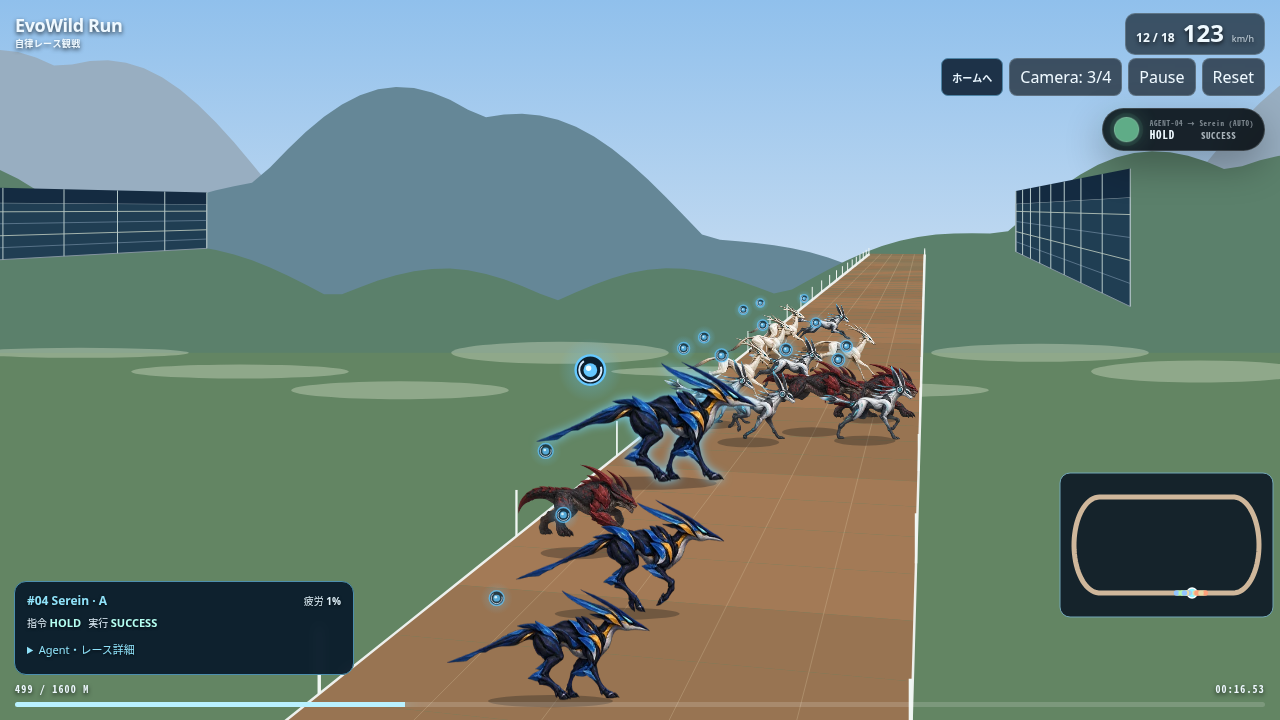 EvoWild Run
自律レース観戦
12 / 18 123 km/h
ホームへ Camera: 3/4 Pause Reset
AGENT-04 → Serein (AUTO)
HOLD SUCCESS
#04 Serein · A 疲労 1%
指令 HOLD 実行 SUCCESS
▶ Agent・レース詳細
499 / 1600 M
00:16.53